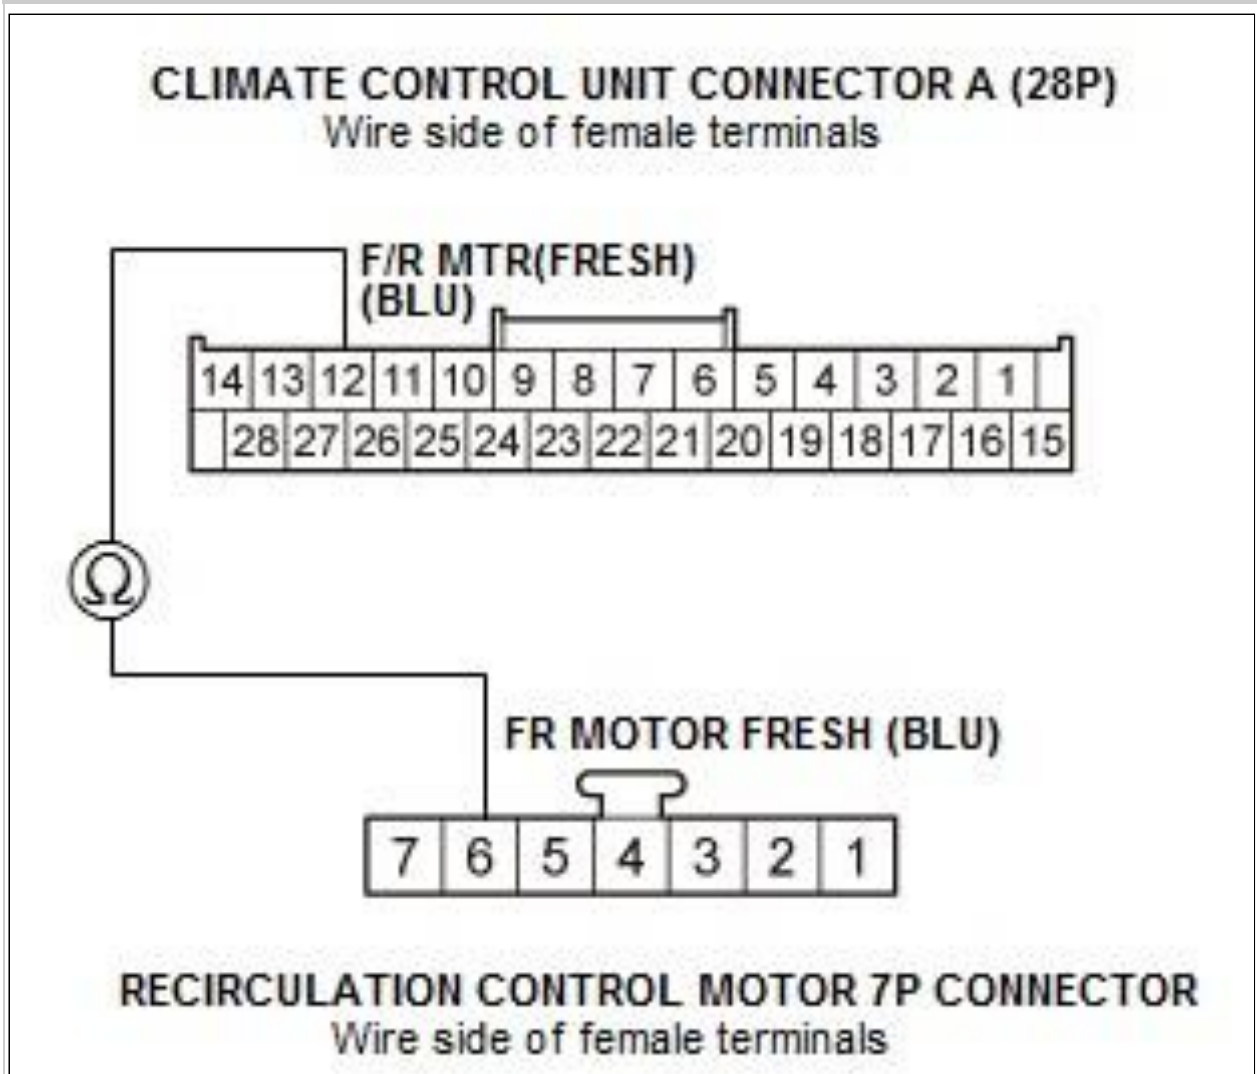 CLIMATE CONTROL UNIT CONNECTOR A (28P)
Wire side of female terminals
F/R MTR(FRESH)
(BLU)
14 13 12 11 10 9 8 7 6 5 4 3 2 1
28 27 26 25 24 23 22 21 20 19 18 17 16 15
Ω
FR MOTOR FRESH (BLU)
7 6 5 4 3 2 1
RECIRCULATION CONTROL MOTOR 7P CONNECTOR
Wire side of female terminals